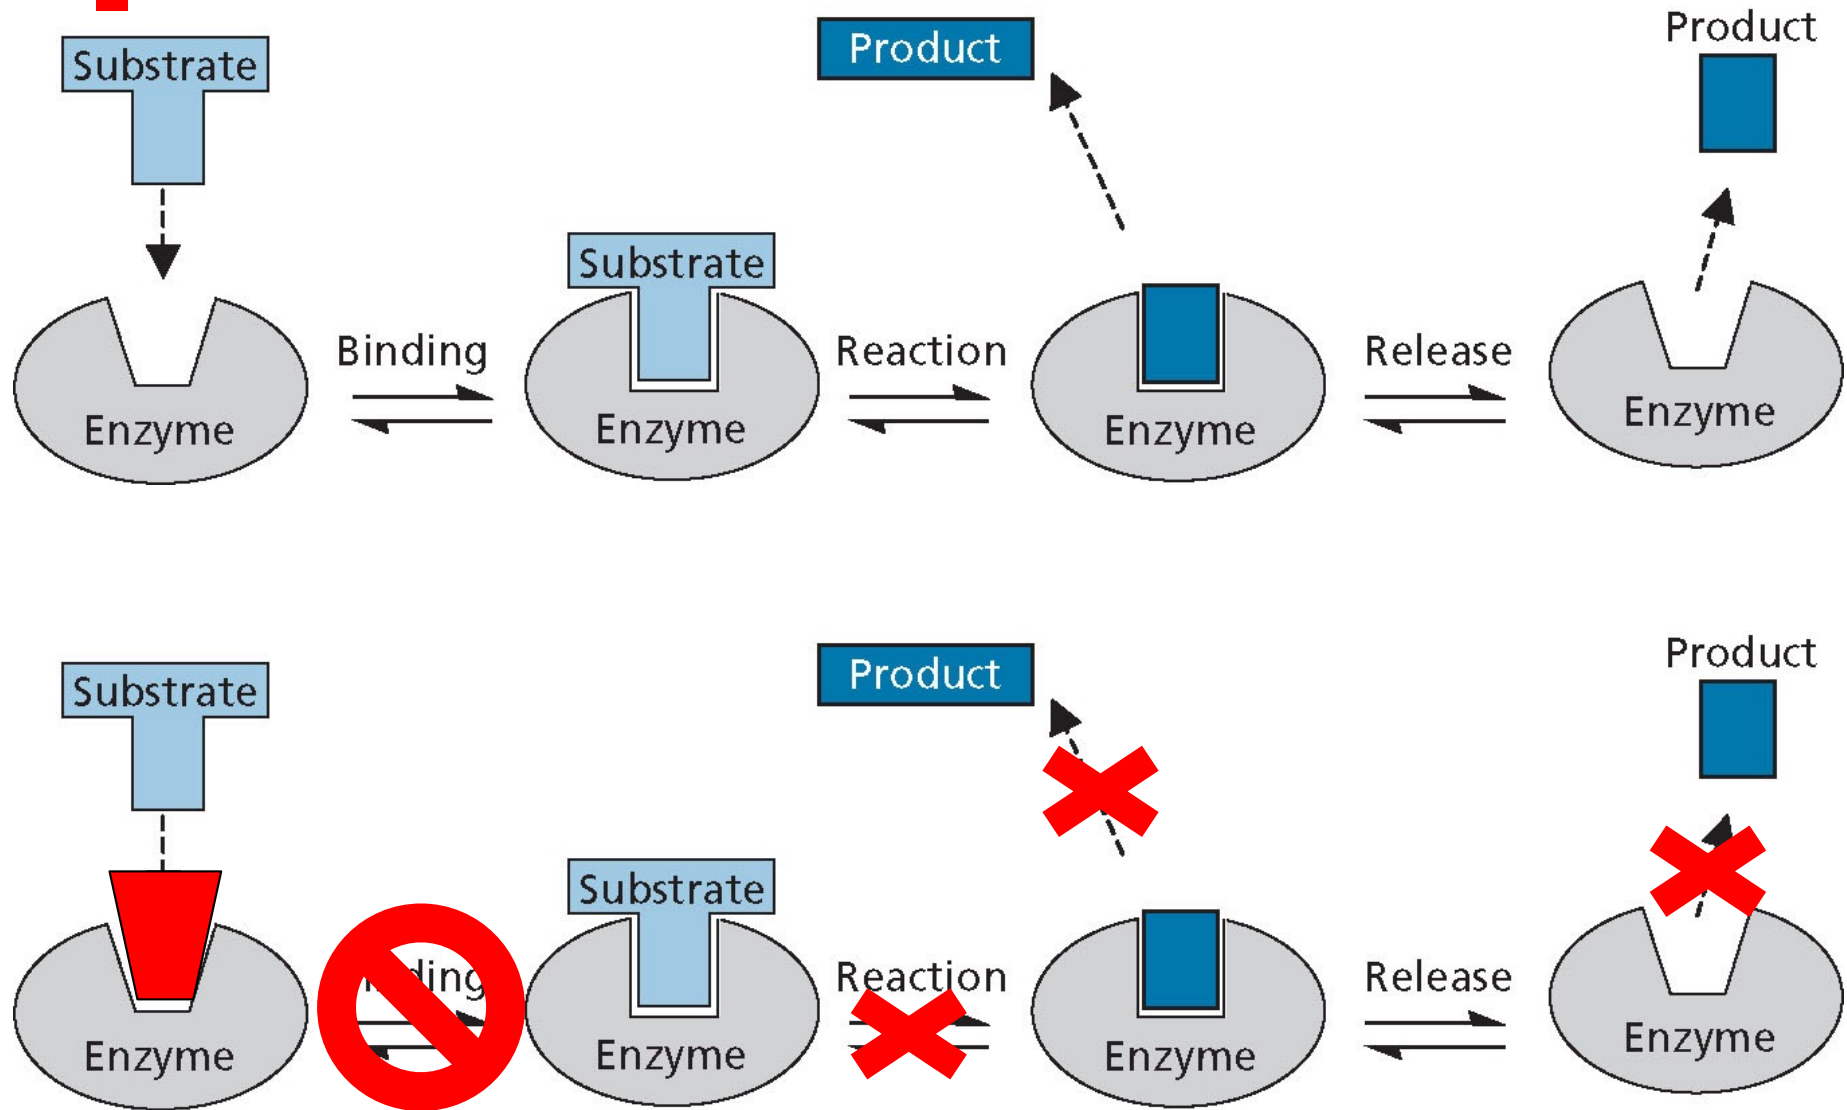 Substrate
Product
Product
Substrate
Binding
Reaction
Release
Enzyme
Enzyme
Enzyme
Enzyme
Substrate
Product
Product
Substrate
Reaction
Release
Enzyme
Enzyme
Enzyme
Enzyme